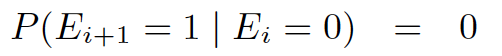 P(E_{i+1} = 1 | E_i = 0) = 0